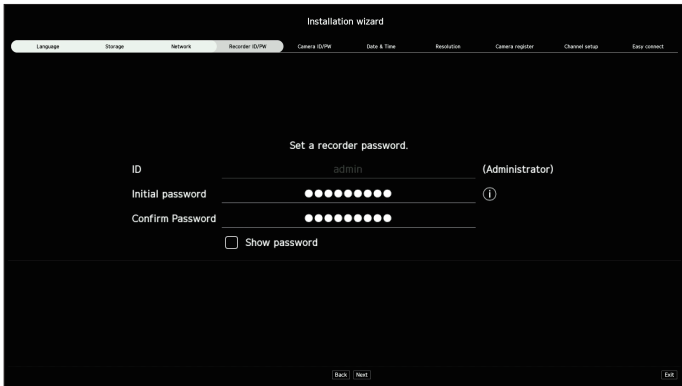 Installation wizard
Language Storage Network Recorder ID/PW Camera ID/PW Date & Time Resolution Camera register Channel setup Easy connect
Set a recorder password.
ID admin (Administrator)
Initial password ●●●●●●●●●
Confirm Password ●●●●●●●●●
Show password
Back Next Exit